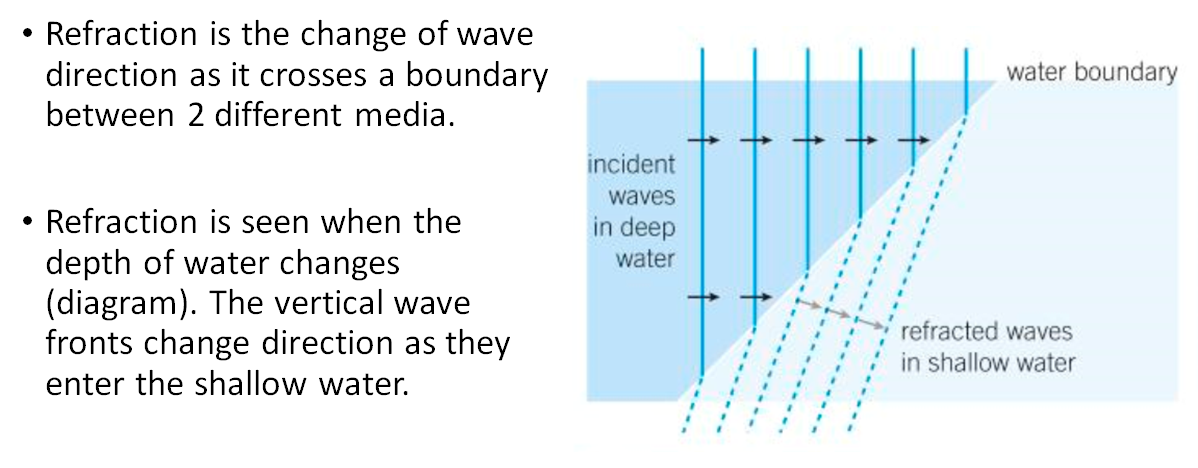 • Refraction is the change of wave
direction as it crosses a boundary
between 2 different media.
• Refraction is seen when the
depth of water changes
(diagram). The vertical wave
fronts change direction as they
enter the shallow water.
water boundary
incident
waves
in deep
water
refracted waves
in shallow water